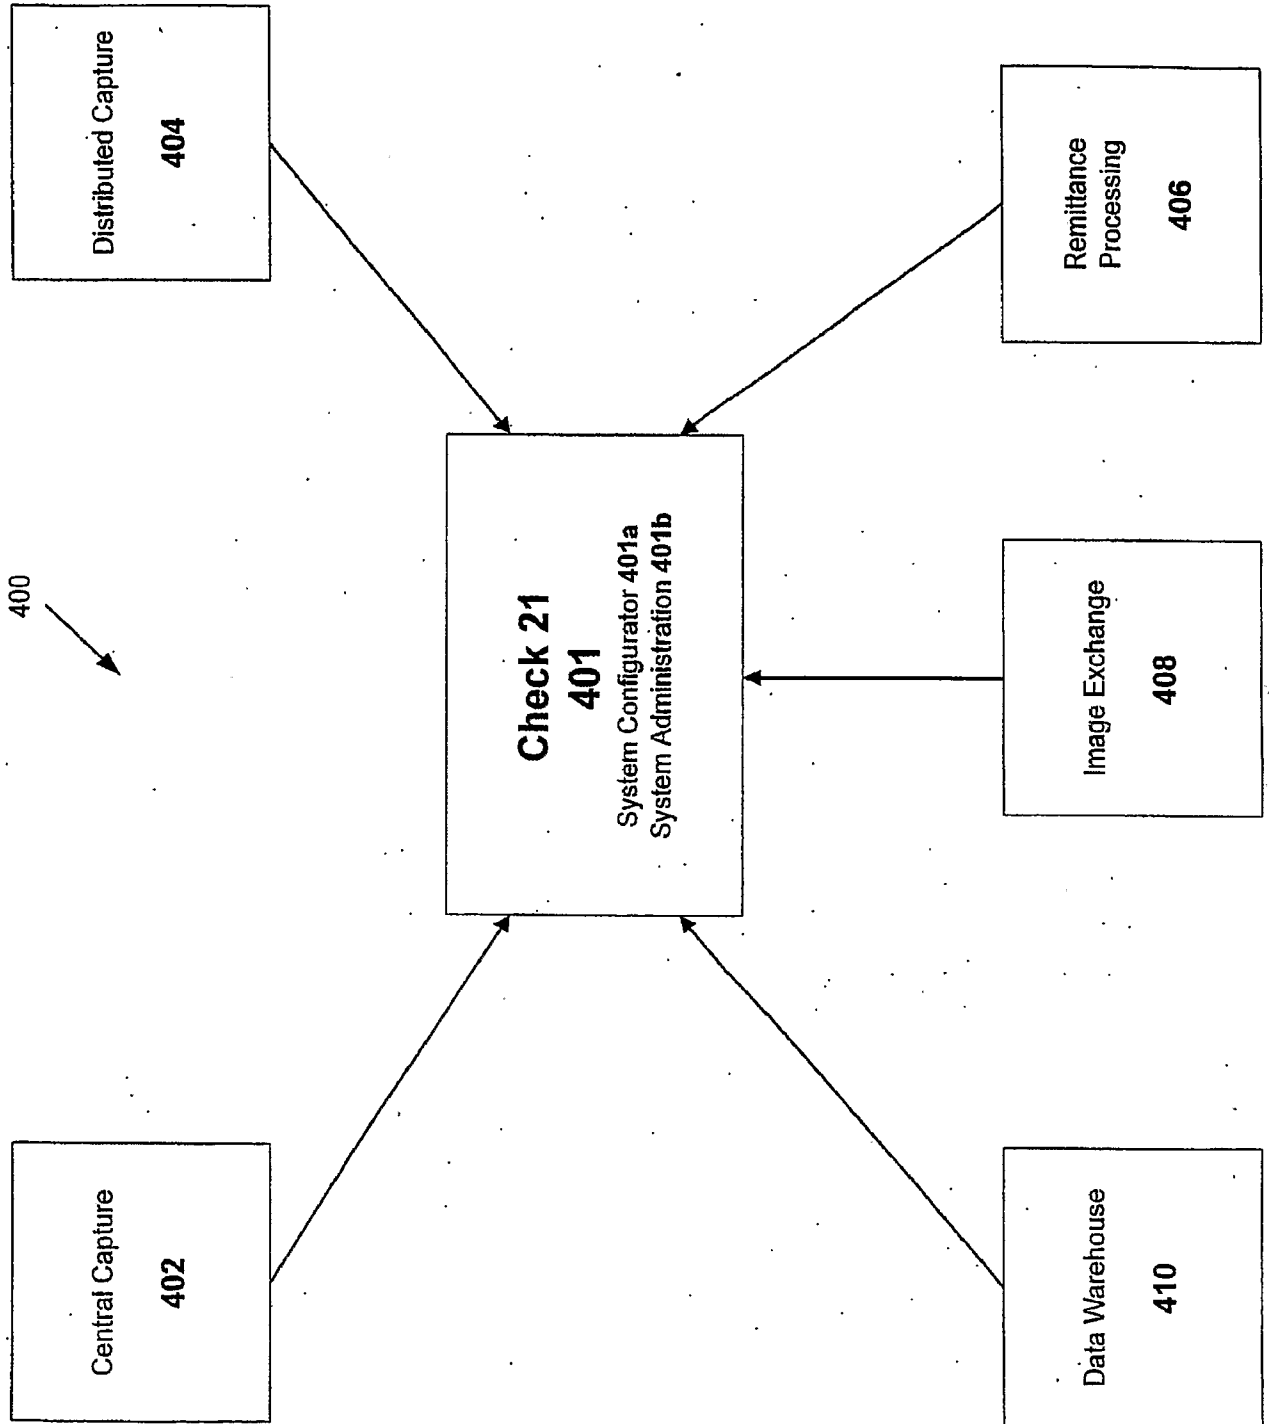 400
Central Capture
402
Distributed Capture
404
Check 21
401
System Configurator 401a
System Administration 401b
Data Warehouse
410
Image Exchange
408
Remittance
Processing
406